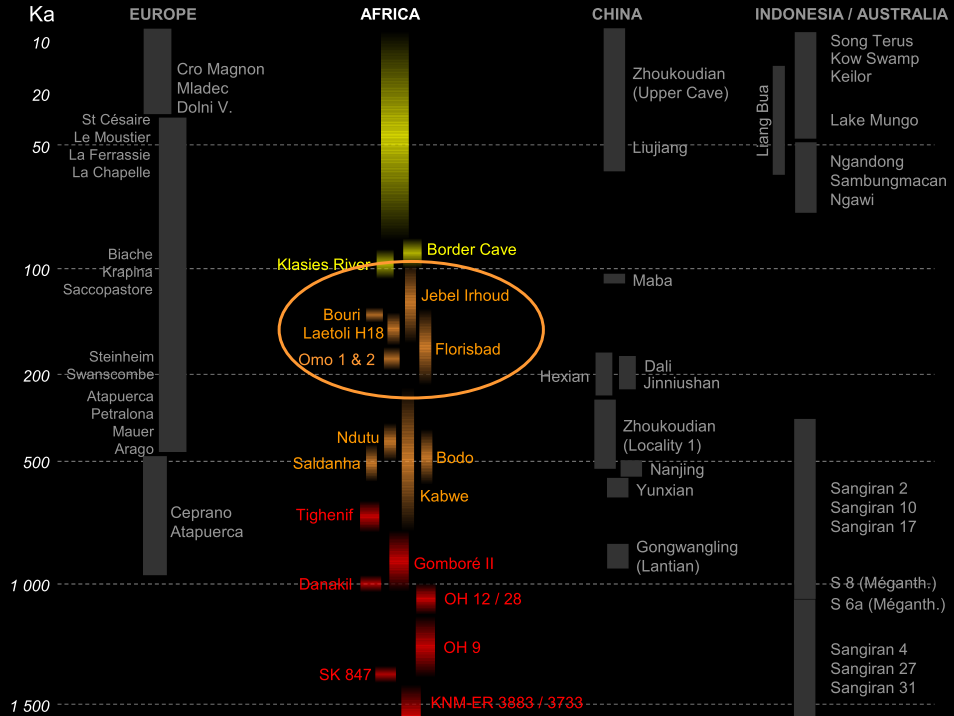 Ka
EUROPE
AFRICA
CHINA
INDONESIA / AUSTRALIA
10
20
50
100
200
500
1 000
1 500
Cro Magnon
Mladec
Dolni V.
St Césaire
Le Moustier
La Ferrassie
La Chapelle
Biache
Krapina
Saccopastore
Steinheim
Swanscombe
Atapuerca
Petralona
Mauer
Arago
Ceprano
Atapuerca
Border Cave
Klasies River
Jebel Irhoud
Bouri
Laetoli H18
Florisbad
Omo 1 & 2
Ndutu
Saldanha
Bodo
Kabwe
Tighenif
Gomboré II
Danakil
OH 12 / 28
OH 9
SK 847
KNM-ER 3883 / 3733
Zhoukoudian
(Upper Cave)
Liujiang
Maba
Hexian
Dali
Jinniushan
Zhoukoudian
(Locality 1)
Nanjing
Yunxian
Gongwangling
(Lantian)
Liang Bua
Song Terus
Kow Swamp
Keilor
Lake Mungo
Ngandong
Sambungmacan
Ngawi
Sangiran 2
Sangiran 10
Sangiran 17
S 8 (Méganth.)
S 6a (Méganth.)
Sangiran 4
Sangiran 27
Sangiran 31